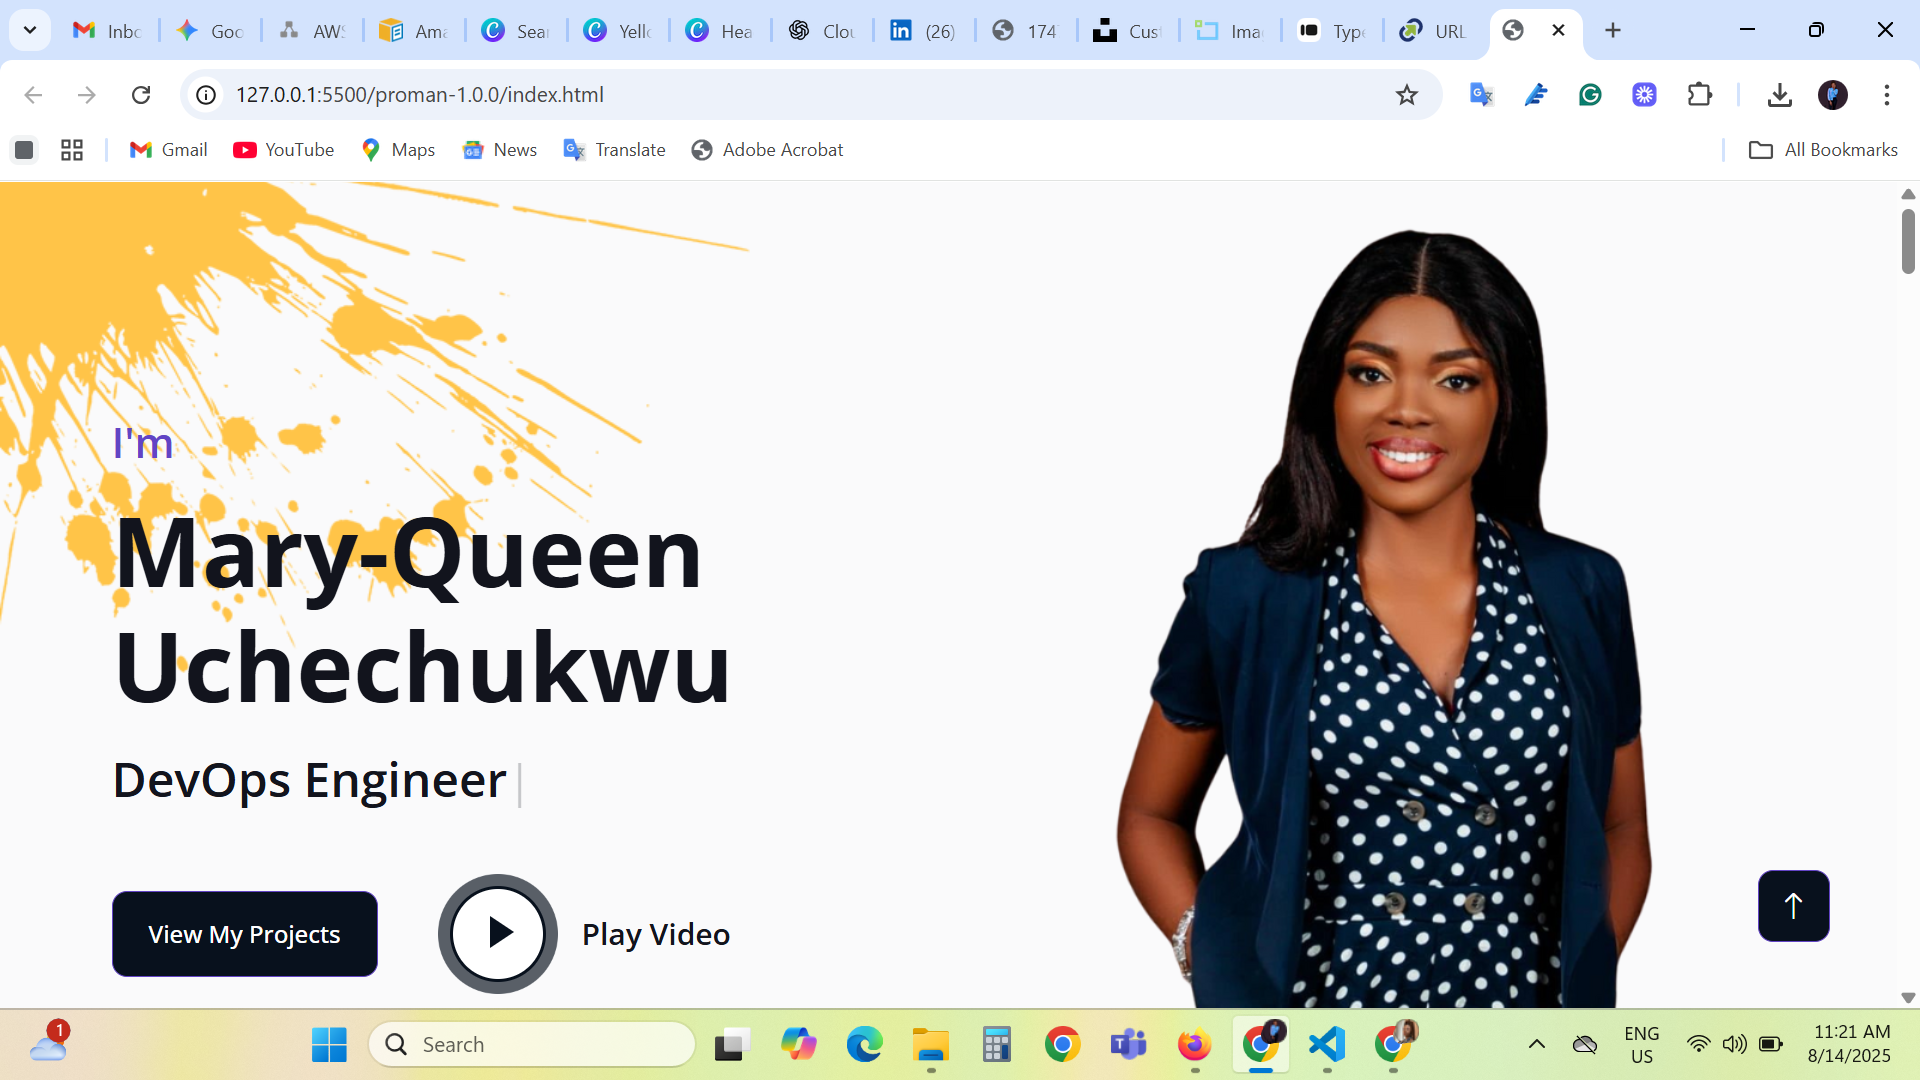 Inbo
Goo
AWS
Ama
Sear
Yello
Hea
Clou
(26)
174
Cust
Ima
Type
URL
127.0.0.1:5500/proman-1.0.0/index.html
Gmail
YouTube
Maps
News
Translate
Adobe Acrobat
All Bookmarks
I'm
Mary-Queen
Uchechukwu
DevOps Engineer
View My Projects
Play Video
1
Search
ENG
US
11:21 AM
8/14/2025